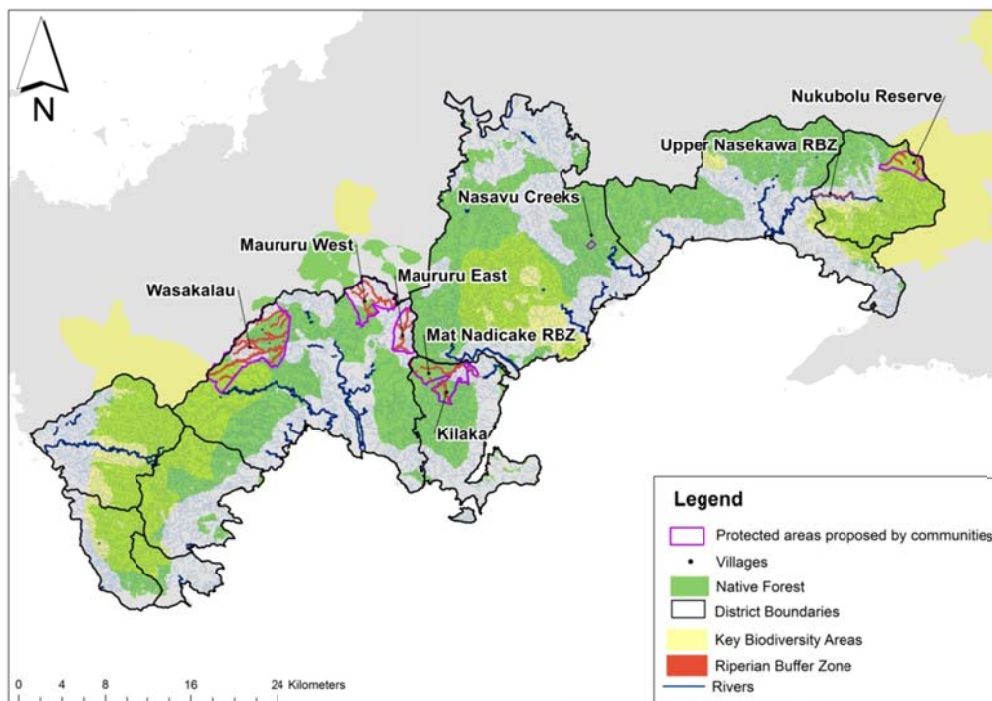 N
Nukubolu Reserve
Upper Nasekawa RBZ
Nasavu Creeks
Maururu West
Maururu East
Wasakalau
Mat Nadicake RBZ
Kilaka
Legend
Protected areas proposed by communities
Villages
Native Forest
District Boundaries
Key Biodiversity Areas
Riperian Buffer Zone
Rivers
0 4 8 16 24 Kilometers